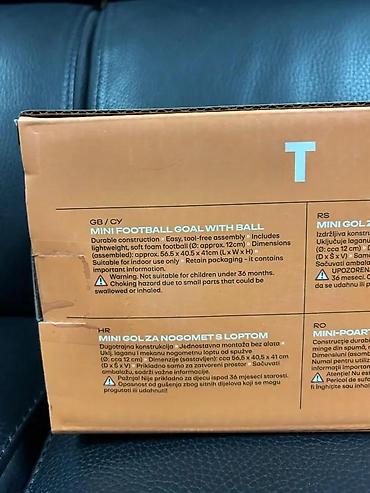 T
GB / CY
MINI FOOTBALL GOAL WITH BALL
Durable construction • Easy, tool-free assembly • Includes
lightweight, soft foam football (Ø: approx. 12cm) • Dimensions
(assembled): approx. 56.5 x 40.5 x 41cm (L x W x H)
Suitable for indoor use only • Retain packaging - it contains
important information.
Warning. Not suitable for children under 36 months.
Choking hazard due to small parts that could be
swallowed or inhaled.
RS
MINI GOL Z
Izdržljiva konstru
Uključuje laganu
(Ø: cca 12 cm)
(D x Š x V) • Sama
Sačuvati ambala
UPOZOREN
36 meseci. O
da se udahnu ili
HR
MINI GOL ZA NOGOMET S LOPTOM
Dugotrajna konstrukcija • Jednostavna montaža bez alata •
Uklj. laganu i mekanu nogometnu loptu od spužve
(Ø: cca 12 cm) • Dimenzije (sastavljen): cca 56,5 x 40,5 x 41 cm
(D x Š x V) • Prikladno samo za zatvoreni prostor • Sačuvati
ambalažu, sadrži važne informacije.
Pažnja! Nije prikladno za djecu ispod 36 mjeseci starosti.
Opasnost od gušenja zbog sitnih dijelova koji se mogu
progutati ili udahnuti!
RO
MINI-POART
Construcție durabi
minge din spumă,
Dimensiuni (asamb
Numai pentru utiliz
informații important
Atenție! Nu es
Pericol de sufo
fi înghițite sau inhal